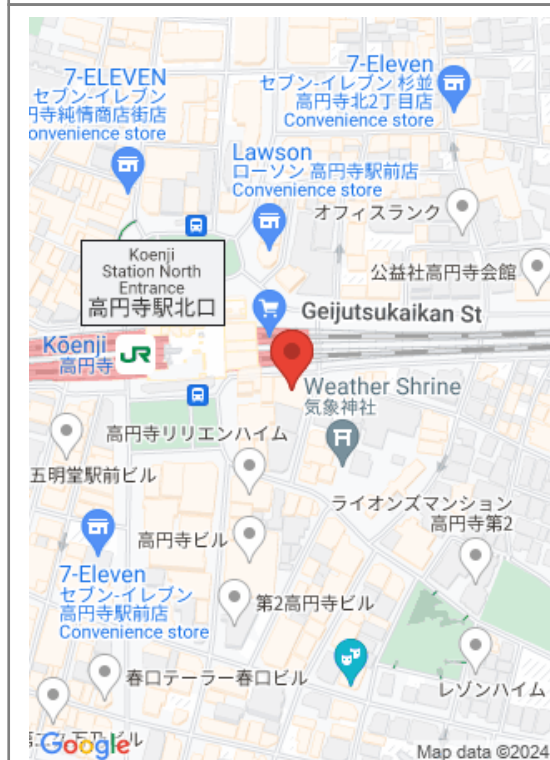 7-ELEVEN
セブン-イレブン
円寺純情商店街店
onvenience store
7-Eleven
セブン-イレブン 杉並
高円寺北2丁目店
Convenience store
Lawson
ローソン 高円寺駅前店
Convenience store
オフィスランク
Koenji
Station North
Entrance
高円寺駅北口
公益社高円寺会館
Geijutsukaikan St
Kōenji
高円寺
JR
Weather Shrine
気象神社
高円寺リリエンハイム
五明堂駅前ビル
ライオンズマンション
高円寺第2
高円寺ビル
7-Eleven
セブン-イレブン
高円寺駅前店
Convenience store
第2高円寺ビル
春口テーラー春口ビル
レゾンハイム
ビル
Google
Map data ©2024